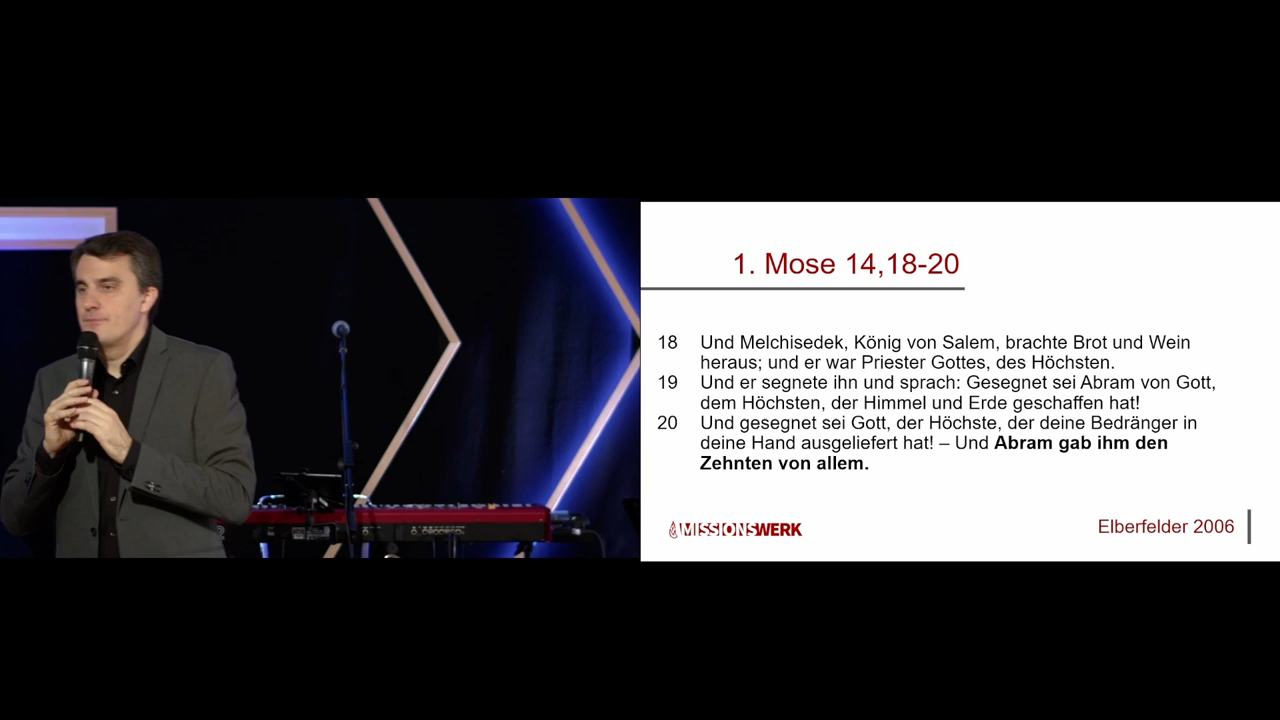 1. Mose 14,18-20
18 Und Melchisedek, König von Salem, brachte Brot und Wein
heraus; und er war Priester Gottes, des Höchsten.
19 Und er segnete ihn und sprach: Gesegnet sei Abram von Gott,
dem Höchsten, der Himmel und Erde geschaffen hat!
20 Und gesegnet sei Gott, der Höchste, der deine Bedränger in
deine Hand ausgeliefert hat! – Und Abram gab ihm den
Zehnten von allem.
MISSIONSWERK
Elberfelder 2006